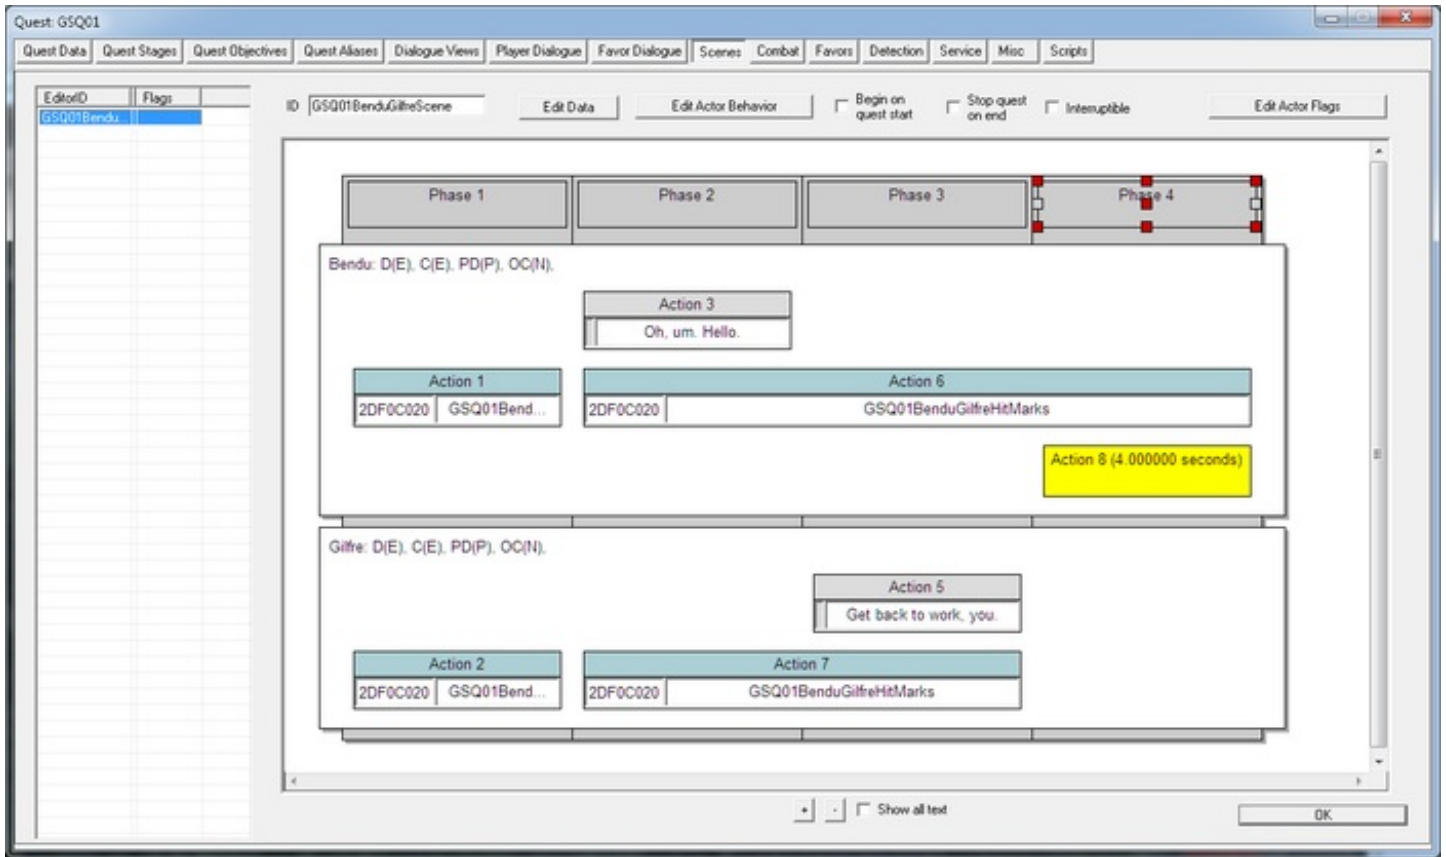 Quest: GSQ01
Quest Data Quest Stages Quest Objectives Quest Aliases Dialogue Views Player Dialogue Favor Dialogue Scenes Combat Favors Detection Service Misc Scripts
EditorID Flags
GSQ01Bendu...
ID GSQ01BenduGilfreScene Edit Data Edit Actor Behavior Begin on quest start Stop quest on end Interruptible Edit Actor Flags
Phase 1 Phase 2 Phase 3 Phase 4
Bendu: D(E), C(E), PD(P), OC(N),
Action 3
Oh, um. Hello.
Action 1 Action 6
2DF0C020 GSQ01Bend... 2DF0C020 GSQ01BenduGilfreHitMarks
Action 8 (4.000000 seconds)
Gilfre: D(E), C(E), PD(P), OC(N),
Action 5
Get back to work, you.
Action 2 Action 7
2DF0C020 GSQ01Bend... 2DF0C020 GSQ01BenduGilfreHitMarks
+ - Show all text
OK